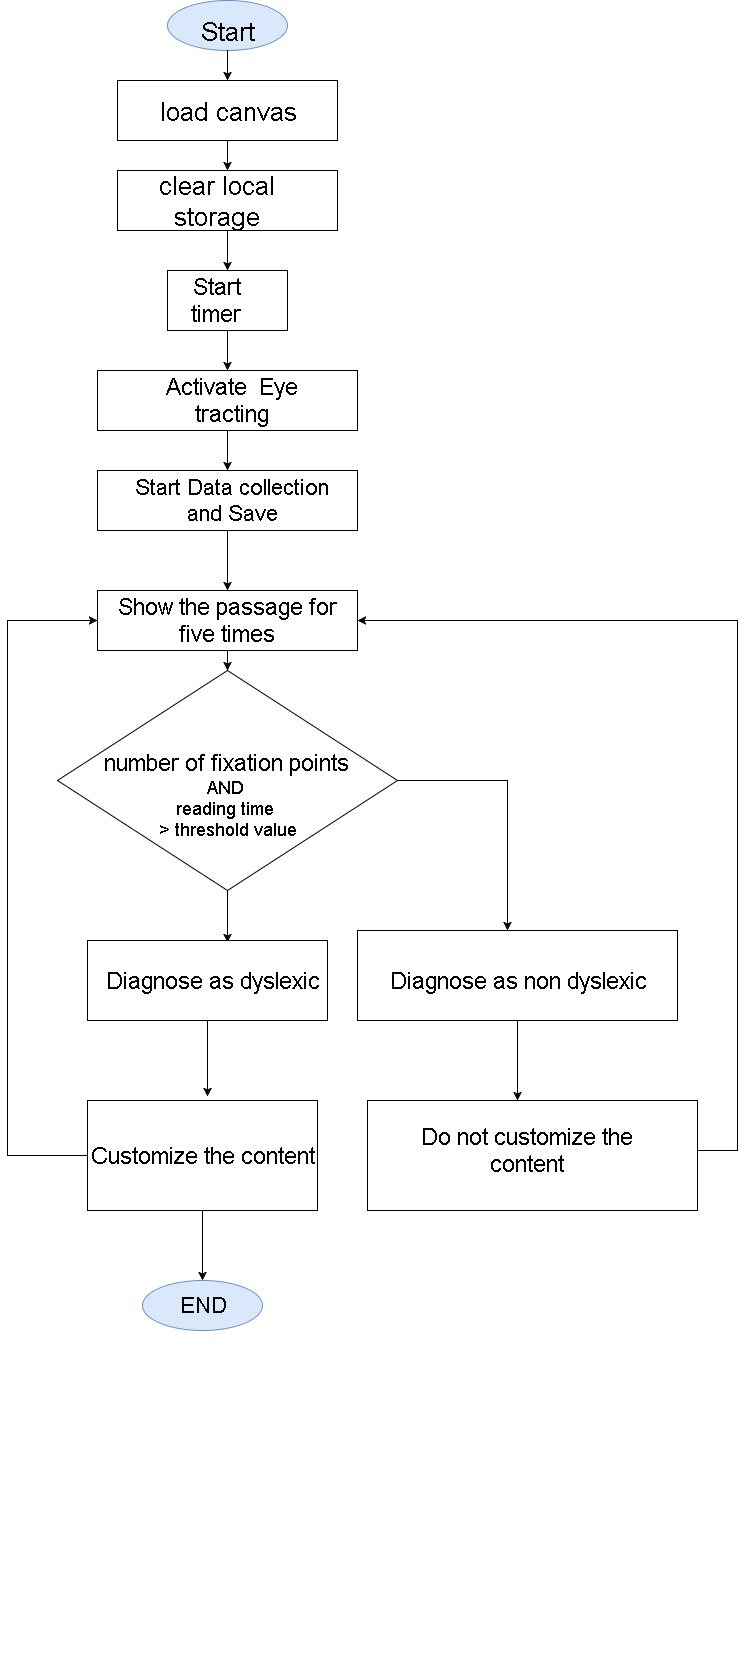 Start
load canvas
clear local
storage
Start
timer
Activate  Eye
tracting
Start Data collection
and Save
Show the passage for
five times
number of fixation points
AND
reading time
> threshold value
Diagnose as dyslexic
Diagnose as non dyslexic
Customize the content
Do not customize the
content
END